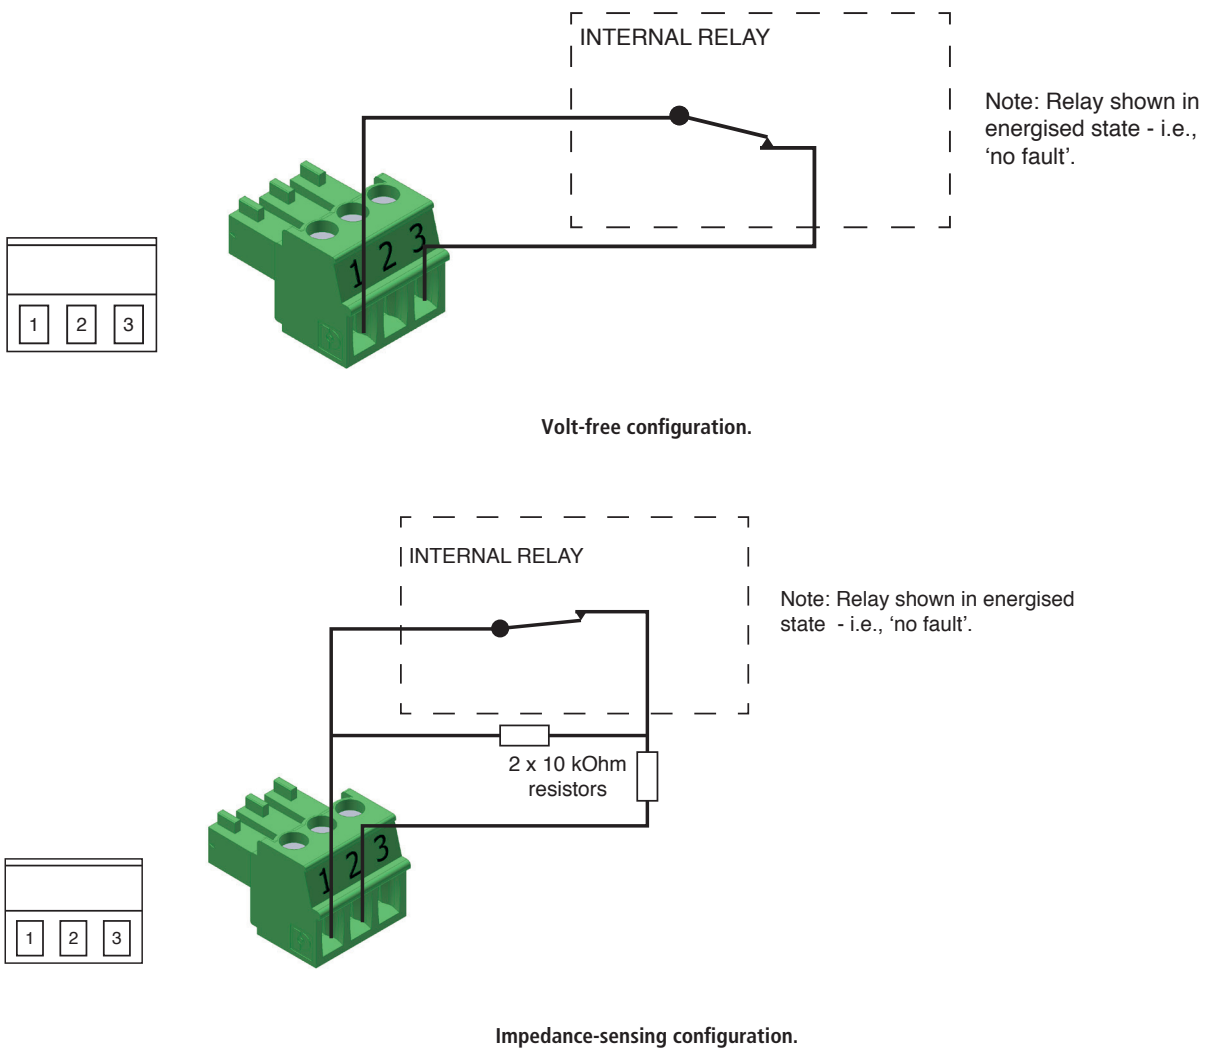 INTERNAL RELAY
Note: Relay shown in
energised state - i.e.,
‘no fault’.
1 2 3
1 2 3
Volt-free configuration.
INTERNAL RELAY
Note: Relay shown in energised
state - i.e., ‘no fault’.
2 x 10 kOhm
resistors
1 2 3
1 2 3
Impedance-sensing configuration.